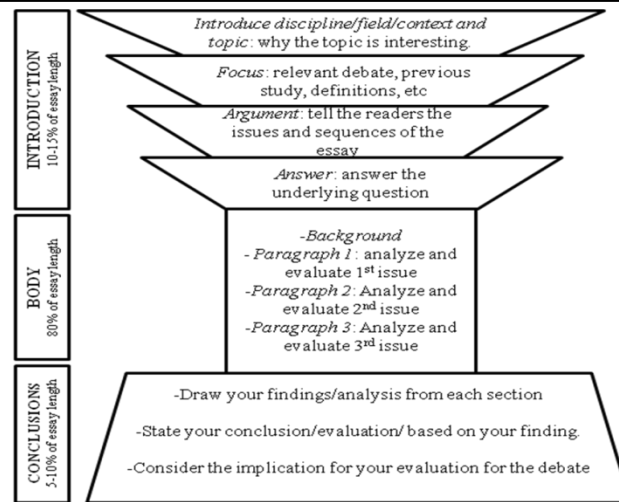 INTRODUCTION
10-15% of essay length
Introduce discipline/field/context and
topic: why the topic is interesting.
Focus: relevant debate, previous
study, definitions, etc
Argument: tell the readers the
issues and sequences of the
essay
Answer: answer the
underlying question
BODY
80% of essay length
-Background
- Paragraph 1: analyze and
evaluate 1st issue
-Paragraph 2: Analyze and
evaluate 2nd issue
-Paragraph 3: Analyze and
evaluate 3rd issue
CONCLUSIONS
5-10% of essay length
-Draw your findings/analysis from each section
-State your conclusion/evaluation/ based on your finding.
-Consider the implication for your evaluation for the debate